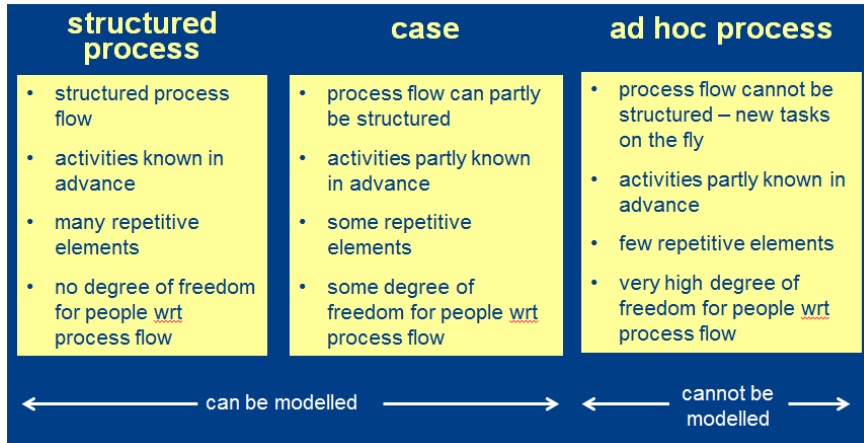 structured
process
• structured process
flow
• activities known in
advance
• many repetitive
elements
• no degree of freedom
for people wrt
process flow
case
• process flow can partly
be structured
• activities partly known
in advance
• some repetitive
elements
• some degree of
freedom for people wrt
process flow
ad hoc process
• process flow cannot be
structured – new tasks
on the fly
• activities partly known in
advance
• few repetitive elements
• very high degree of
freedom for people wrt
process flow
can be modelled
cannot be
modelled